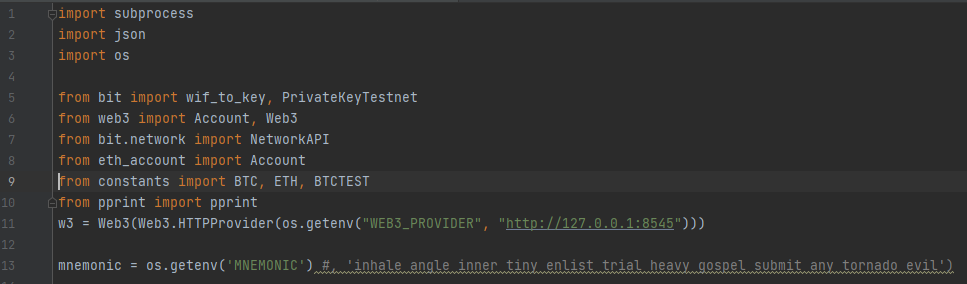 1 import subprocess
2 import json
3 import os
4
5 from bit import wif_to_key, PrivateKeyTestnet
6 from web3 import Account, Web3
7 from bit.network import NetworkAPI
8 from eth_account import Account
9 from constants import BTC, ETH, BTCTEST
10 from pprint import pprint
11 w3 = Web3(Web3.HTTPProvider(os.getenv("WEB3_PROVIDER", "http://127.0.0.1:8545")))
12
13 mnemonic = os.getenv('MNEMONIC') #, 'inhale angle inner tiny enlist trial heavy gospel submit any tornado evil')